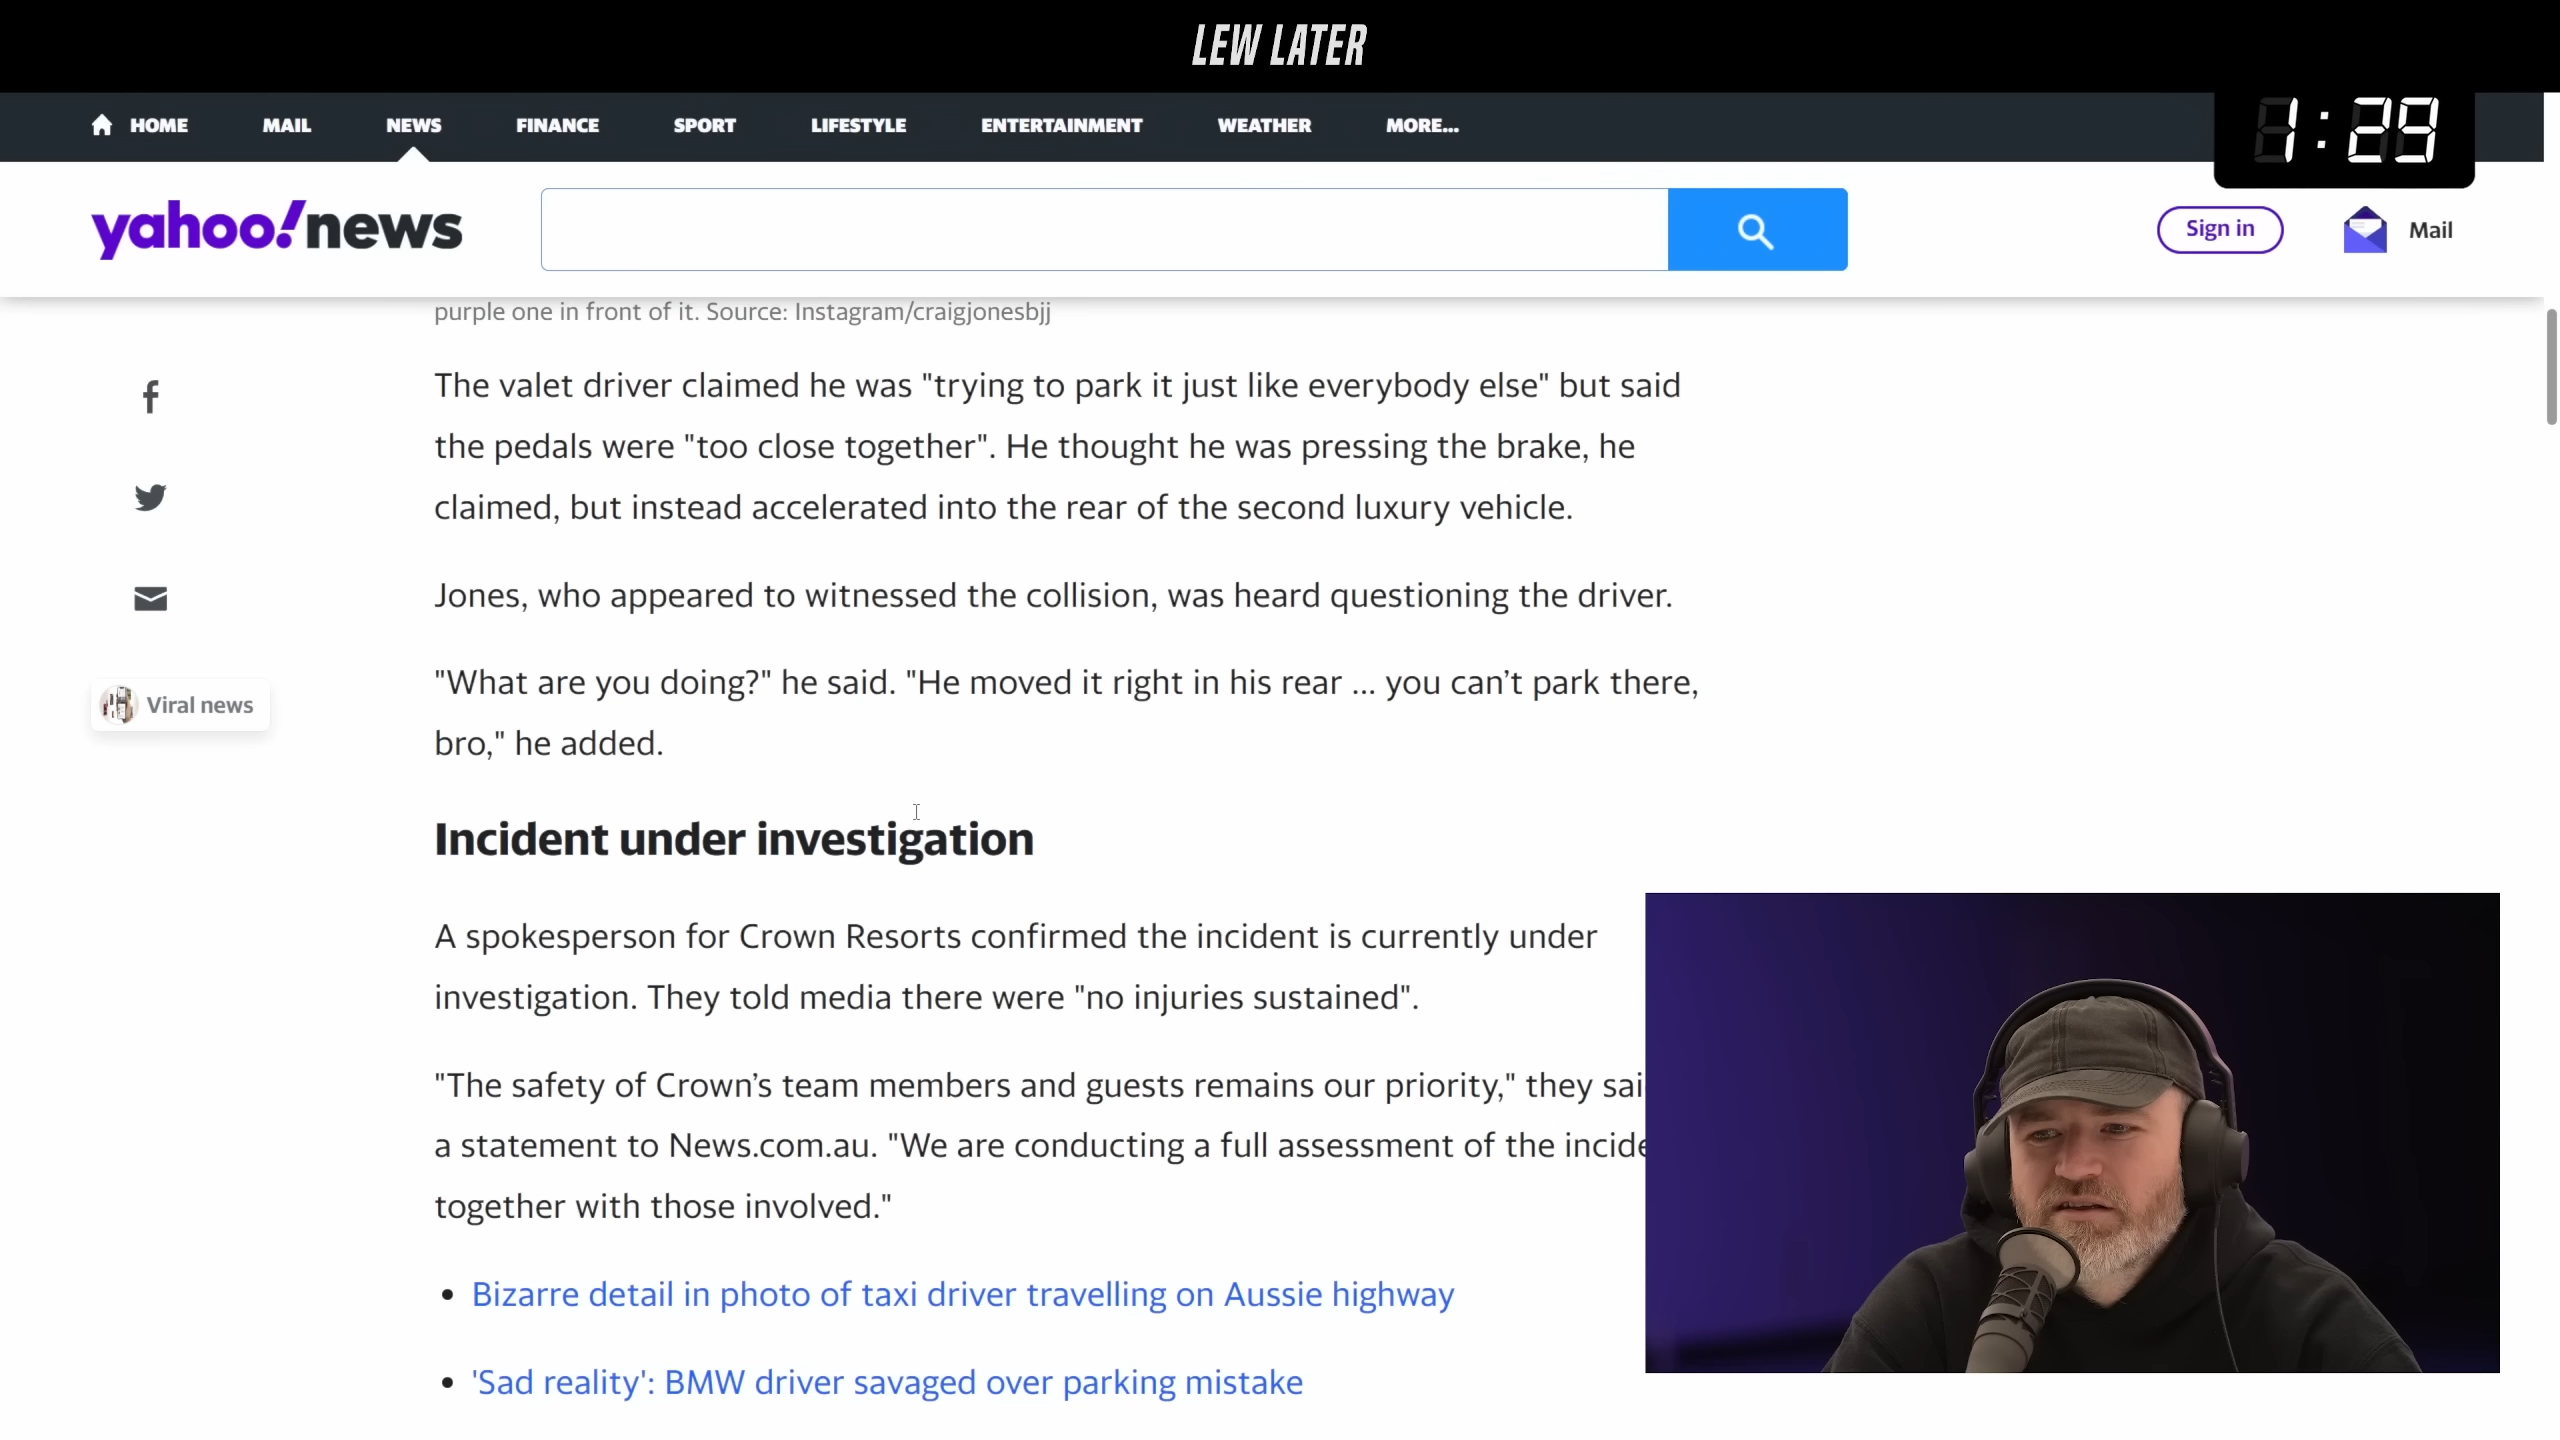 LEW LATER
HOME MAIL NEWS FINANCE SPORT LIFESTYLE ENTERTAINMENT WEATHER MORE...
1:29
yahoo!news
Sign in
Mail
purple one in front of it. Source: Instagram/craigjonesbjj
The valet driver claimed he was "trying to park it just like everybody else" but said
the pedals were "too close together". He thought he was pressing the brake, he
claimed, but instead accelerated into the rear of the second luxury vehicle.
Jones, who appeared to witnessed the collision, was heard questioning the driver.
"What are you doing?" he said. "He moved it right in his rear ... you can’t park there,
bro," he added.
Viral news
Incident under investigation
A spokesperson for Crown Resorts confirmed the incident is currently under
investigation. They told media there were "no injuries sustained".
"The safety of Crown’s team members and guests remains our priority," they sai
a statement to News.com.au. "We are conducting a full assessment of the incide
together with those involved."
• Bizarre detail in photo of taxi driver travelling on Aussie highway
• 'Sad reality': BMW driver savaged over parking mistake